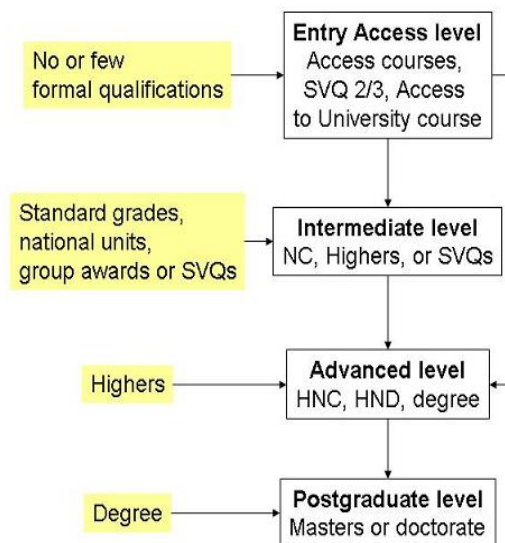 Entry Access level
Access courses,
SVQ 2/3, Access
to University course
No or few
formal qualifications
Intermediate level
NC, Highers, or SVQs
Standard grades,
national units,
group awards or SVQs
Advanced level
HNC, HND, degree
Highers
Postgraduate level
Masters or doctorate
Degree